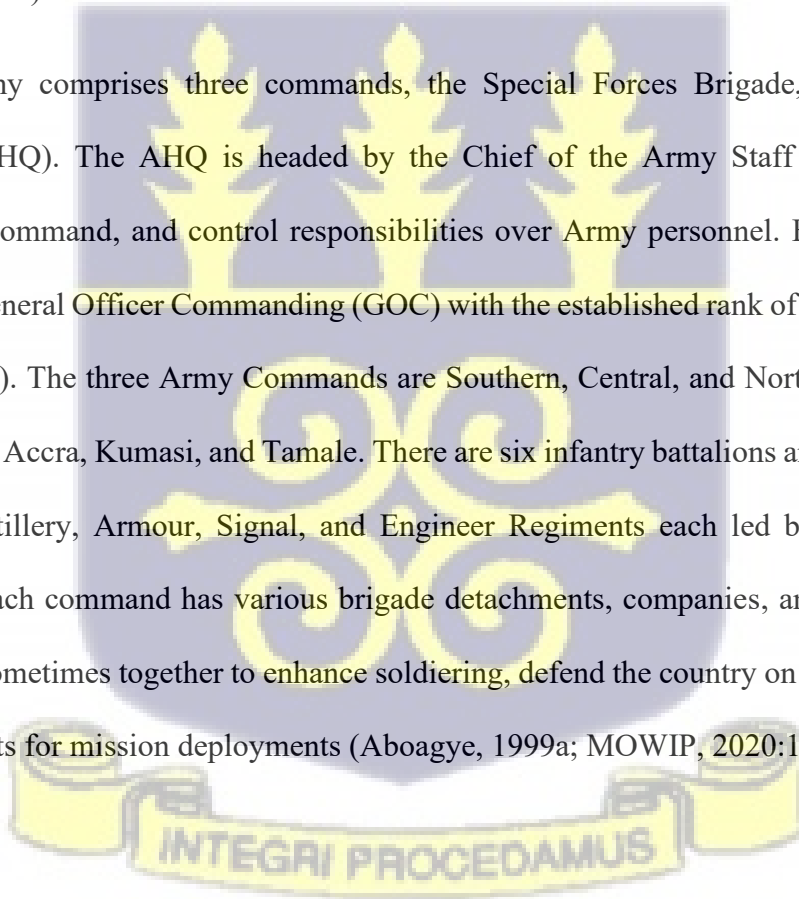 ny comprises three commands, the Special Forces Brigade,
HQ). The AHQ is headed by the Chief of the Army Staff
ommand, and control responsibilities over Army personnel.
eneral Officer Commanding (GOC) with the established rank of
). The three Army Commands are Southern, Central, and Nort
Accra, Kumasi, and Tamale. There are six infantry battalions a
tillery, Armour, Signal, and Engineer Regiments each led b
ach command has various brigade detachments, companies, a
ometimes together to enhance soldiering, defend the country on
ts for mission deployments (Aboagye, 1999a; MOWIP, 2020:1
INTEGRI PROCEDAMUS